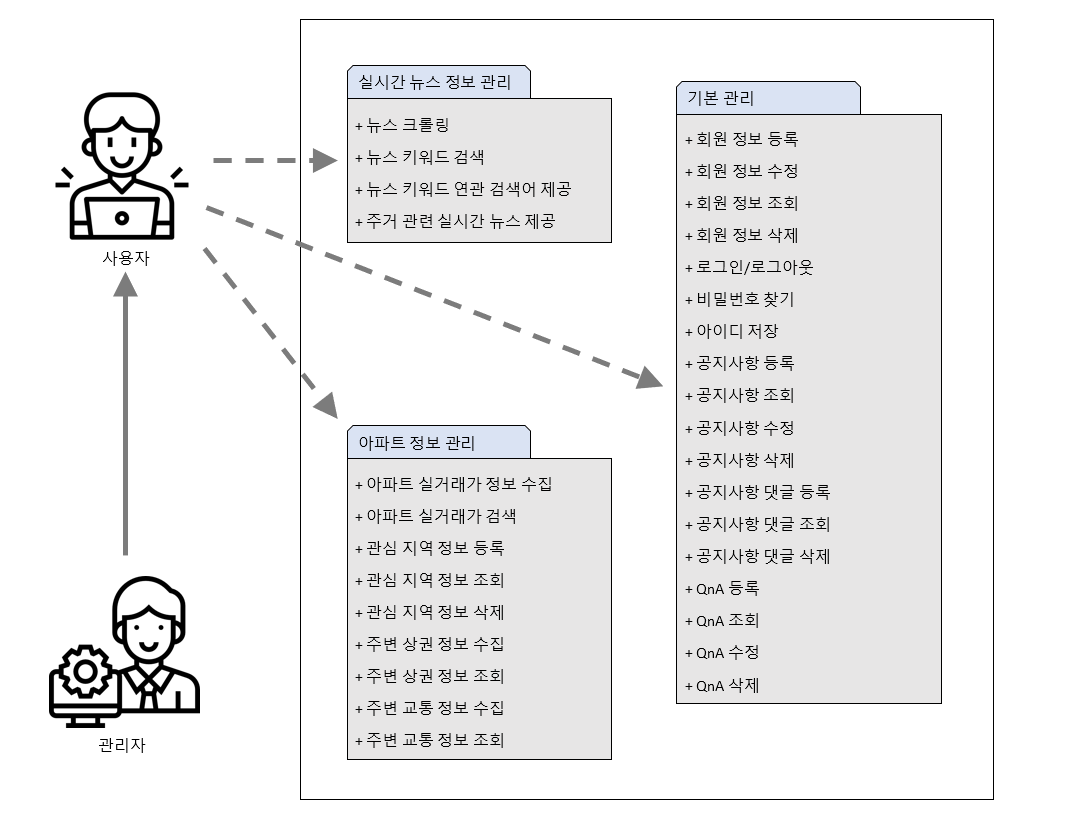 사용자
관리자
실시간 뉴스 정보 관리
+ 뉴스 크롤링
+ 뉴스 키워드 검색
+ 뉴스 키워드 연관 검색어 제공
+ 주거 관련 실시간 뉴스 제공
아파트 정보 관리
+ 아파트 실거래가 정보 수집
+ 아파트 실거래가 검색
+ 관심 지역 정보 등록
+ 관심 지역 정보 조회
+ 관심 지역 정보 삭제
+ 주변 상권 정보 수집
+ 주변 상권 정보 조회
+ 주변 교통 정보 수집
+ 주변 교통 정보 조회
기본 관리
+ 회원 정보 등록
+ 회원 정보 수정
+ 회원 정보 조회
+ 회원 정보 삭제
+ 로그인/로그아웃
+ 비밀번호 찾기
+ 아이디 저장
+ 공지사항 등록
+ 공지사항 조회
+ 공지사항 수정
+ 공지사항 삭제
+ 공지사항 댓글 등록
+ 공지사항 댓글 조회
+ 공지사항 댓글 삭제
+ QnA 등록
+ QnA 조회
+ QnA 수정
+ QnA 삭제